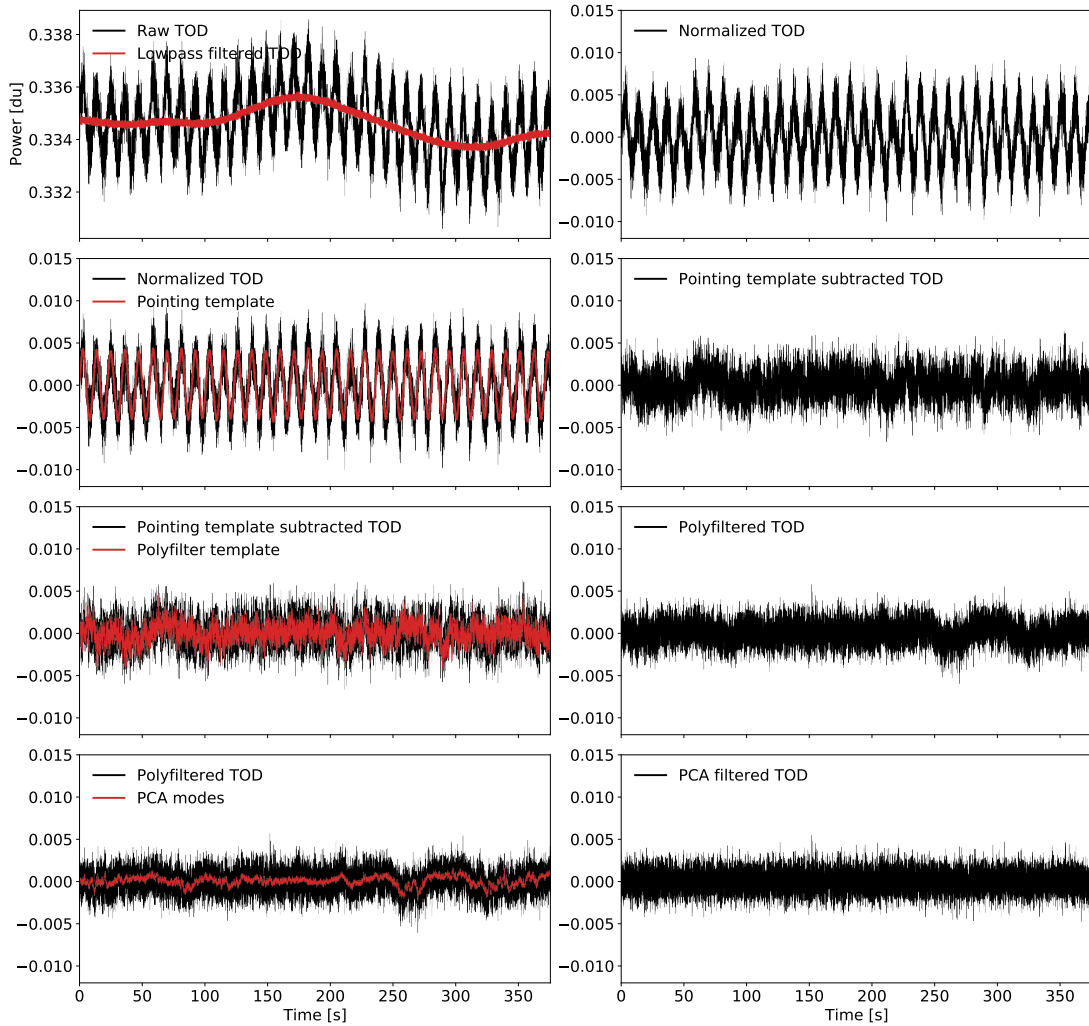 0.338
0.336
0.334
0.332
Power [du]
Raw TOD
Lowpass filtered TOD
0.015
0.010
0.005
0.000
−0.005
−0.010
Normalized TOD
0.015
0.010
0.005
0.000
−0.005
−0.010
Normalized TOD
Pointing template
0.015
0.010
0.005
0.000
−0.005
−0.010
Pointing template subtracted TOD
0.015
0.010
0.005
0.000
−0.005
−0.010
Pointing template subtracted TOD
Polyfilter template
0.015
0.010
0.005
0.000
−0.005
−0.010
Polyfiltered TOD
0.015
0.010
0.005
0.000
−0.005
−0.010
Polyfiltered TOD
PCA modes
0 50 100 150 200 250 300 350
Time [s]
0.015
0.010
0.005
0.000
−0.005
−0.010
PCA filtered TOD
0 50 100 150 200 250 300 350
Time [s]